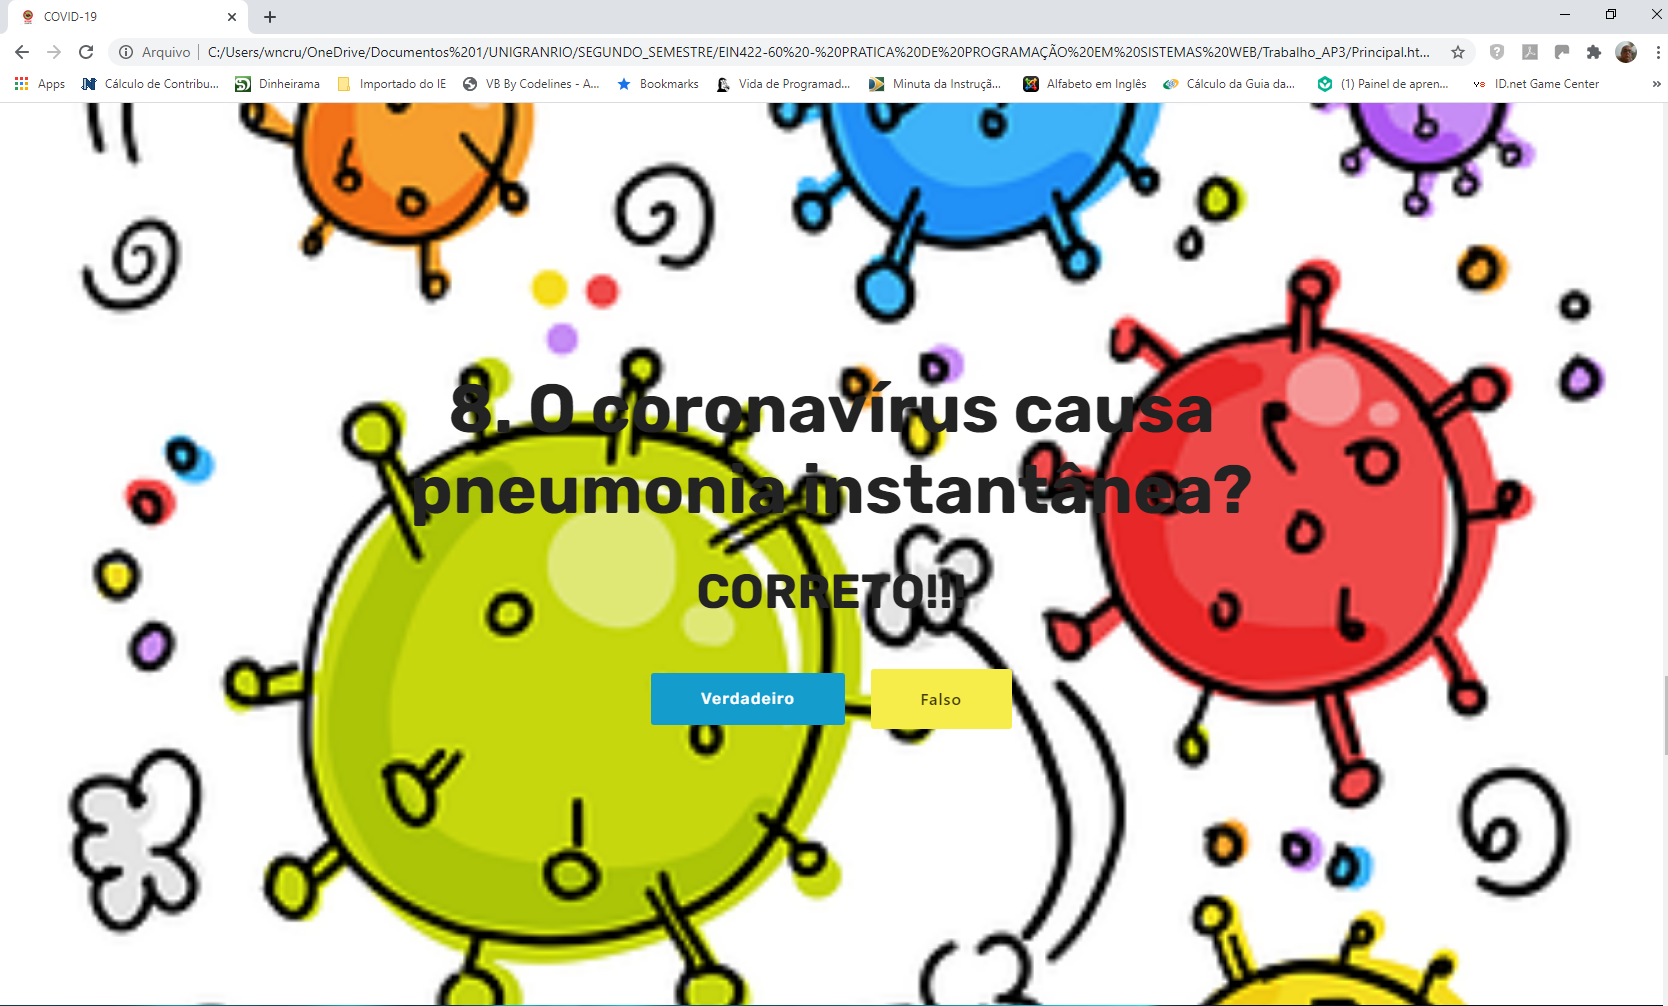 COVID-19
Arquivo C:/Users/wncru/OneDrive/Documentos%201/UNIGRANRIO/SEGUNDO_SEMESTRE/EIN422-60%20-%20PRATICA%20DE%20PROGRAMAÇÃO%20EM%20SISTEMAS%20WEB/Trabalho_AP3/Principal.ht...
Apps Cálculo de Contribu... Dinheirama Importado do IE VB By Codelines - A... Bookmarks Vida de Programad... Minuta da Instruçã... Alfabeto em Inglês Cálculo da Guia da... (1) Painel de apren... ID.net Game Center »
8. O coronavírus causa
pneumonia instantânea?
CORRETO!!!
Verdadeiro Falso